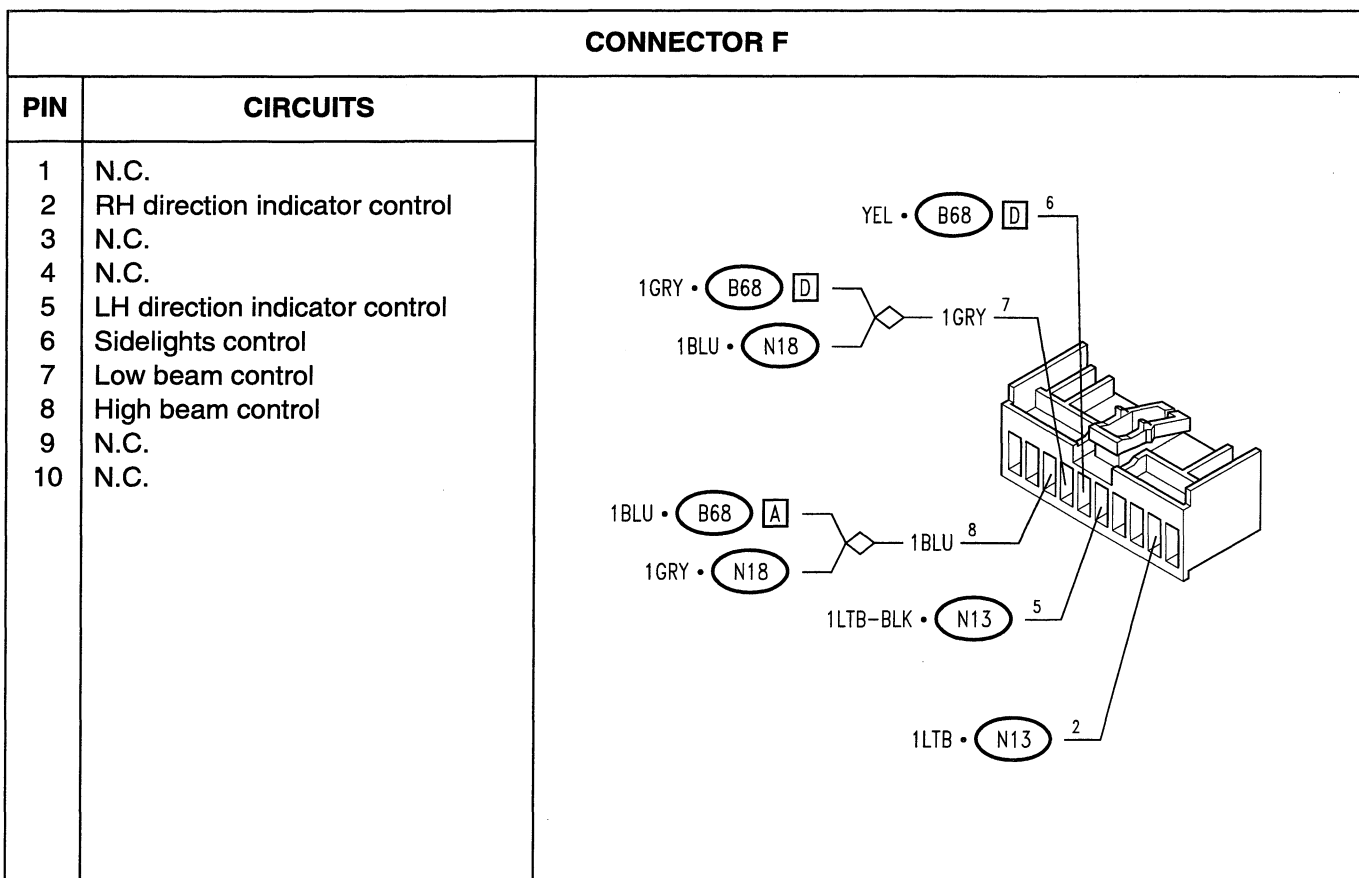 CONNECTOR F
PIN CIRCUITS
1 N.C.
2 RH direction indicator control
3 N.C.
4 N.C.
5 LH direction indicator control
6 Sidelights control
7 Low beam control
8 High beam control
9 N.C.
10 N.C.
YEL • B68 D 6
1GRY • B68 D
1GRY 7
1BLU • N18
1BLU • B68 A
1BLU 8
1GRY • N18
1LTB-BLK • N13 5
1LTB • N13 2